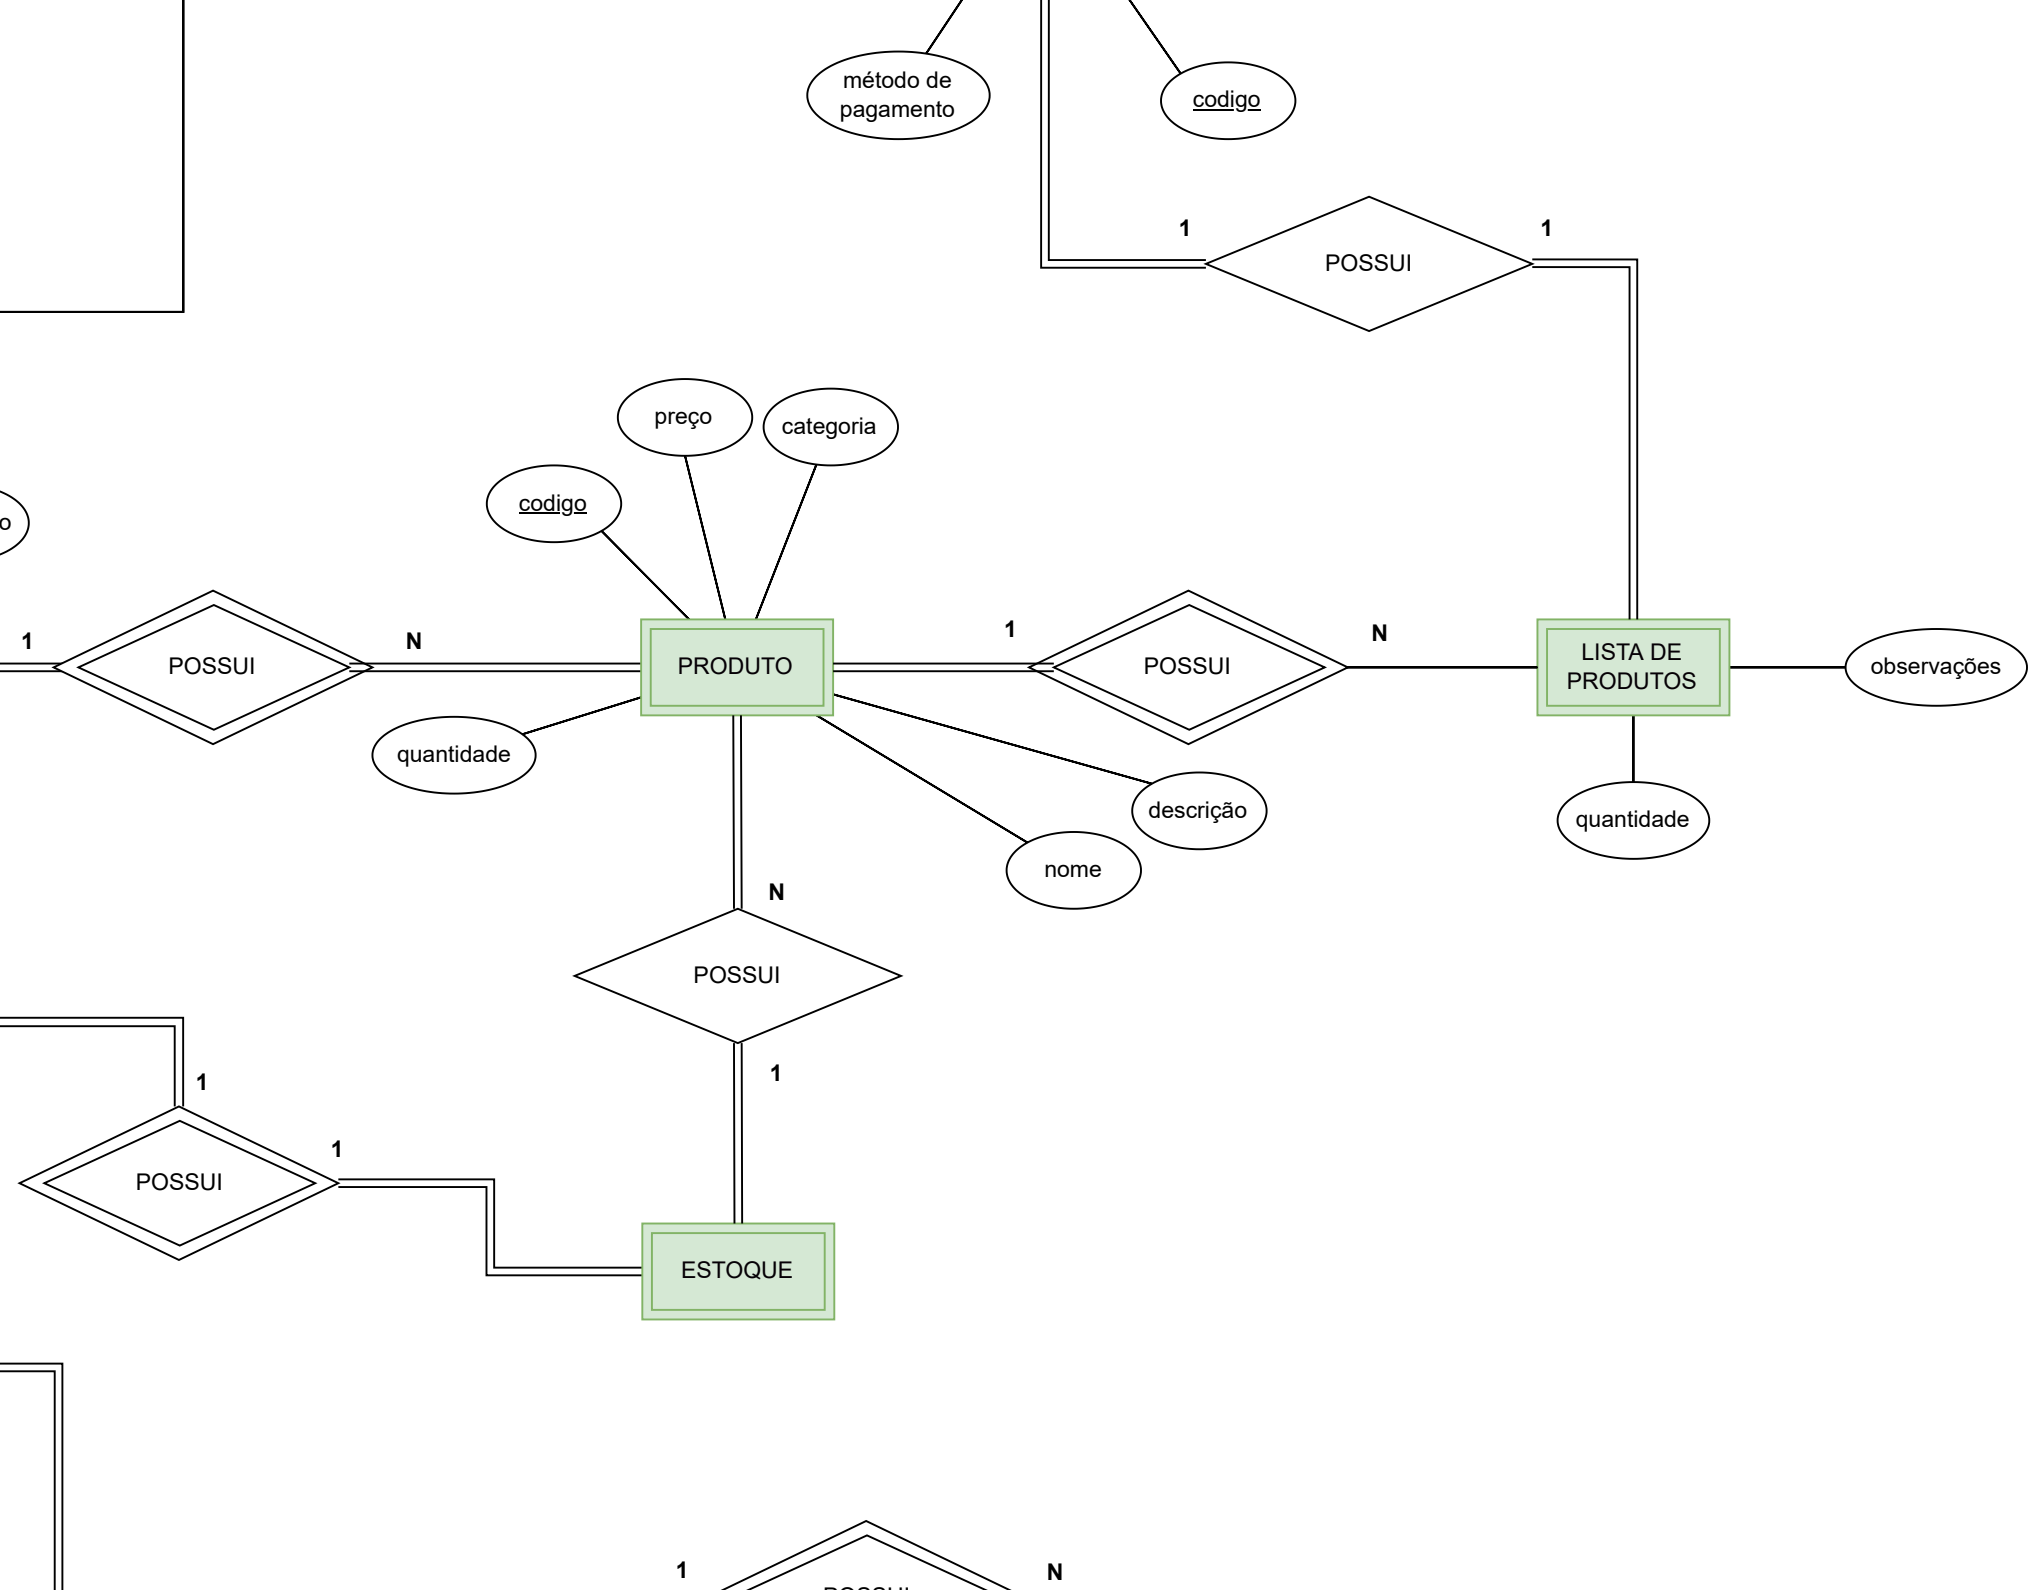 método de
pagamento
codigo
1
1
POSSUI
preço
categoria
codigo
o
1
N
1
N
POSSUI
PRODUTO
POSSUI
LISTA DE
PRODUTOS
observações
quantidade
descrição
quantidade
nome
N
POSSUI
1
1
1
POSSUI
ESTOQUE
1
N
POSSUI